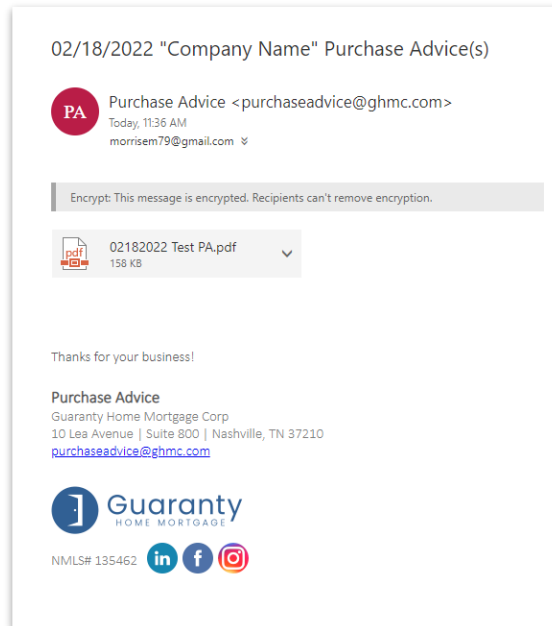 02/18/2022 "Company Name" Purchase Advice(s)
PA
Purchase Advice <purchaseadvice@ghmc.com>
Today, 11:36 AM
morrisem79@gmail.com
Encrypt: This message is encrypted. Recipients can't remove encryption.
pdf
02182022 Test PA.pdf
158 KB
Thanks for your business!
Purchase Advice
Guaranty Home Mortgage Corp
10 Lea Avenue | Suite 800 | Nashville, TN 37210
purchaseadvice@ghmc.com
Guaranty
HOME MORTGAGE
NMLS# 135462 in f